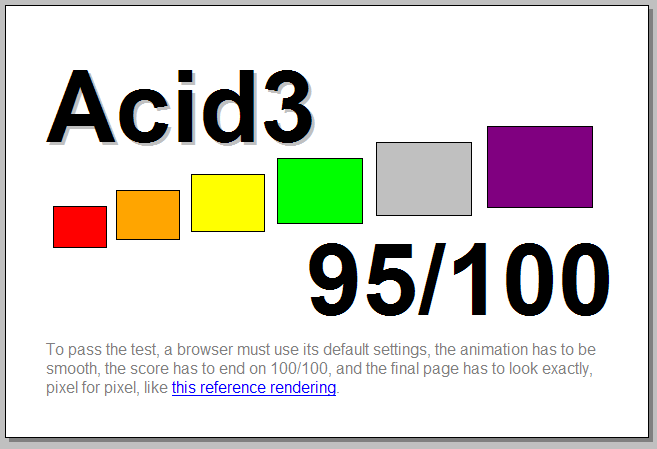 Acid3
95/100
To pass the test, a browser must use its default settings, the animation has to be
smooth, the score has to end on 100/100, and the final page has to look exactly,
pixel for pixel, like this reference rendering.